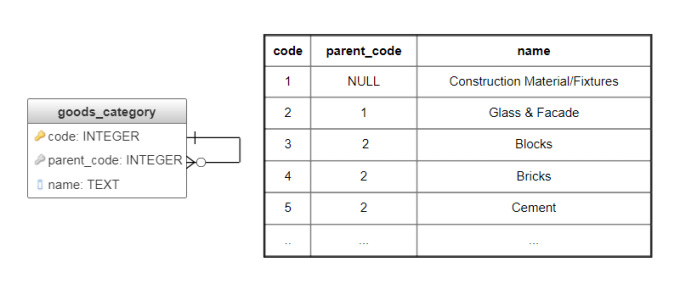 goods_category
code: INTEGER
parent_code: INTEGER
name: TEXT
code parent_code name
1 NULL Construction Material/Fixtures
2 1 Glass & Facade
3 2 Blocks
4 2 Bricks
5 2 Cement
.. ... ...